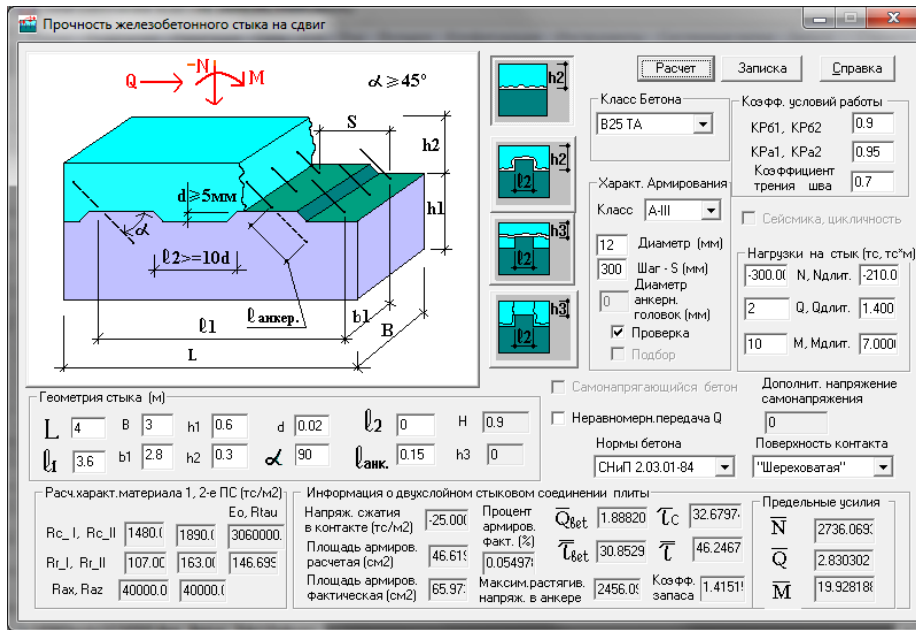 Прочность железобетонного стыка на сдвиг
Q
-N
M
α ≥45°
S
h2
h1
d≥5мм
α
ℓ2>=10d
ℓ анкер.
ℓ1
b1
B
L
h2
h2
ℓ2
h3
ℓ2
h3
ℓ2
Расчет Записка Справка
Класс Бетона
B25 ТА
Коэфф. условий работы
КРб1, КРб2 0.9
КРа1, КРа2 0.95
Коэффициент трения шва 0.7
Характ. Армирования
Класс А-III
12 Диаметр (мм)
300 Шаг - S (мм)
0 Диаметр анкерн. головок (мм)
Проверка
Подбор
Сейсмика, цикличность
Нагрузки на стык (тс, тс*м)
-300.00 N, Nдлит. -210.0
2 Q, Qдлит. 1.400
10 M, Mдлит. 7.000
Самонапрягающийся бетон
Неравномерн.передача Q
Дополнит. напряжение самонапряжения
0
Нормы бетона
СНиП 2.03.01-84
Поверхность контакта
"Шереховатая"
Геометрия стыка (м)
L 4 B 3 h1 0.6 d 0.02 ℓ2 0 H 0.9
ℓ1 3.6 b1 2.8 h2 0.3 α 90 ℓанк. 0.15 h3 0
Расч.характ.материала 1, 2-е ПС (тс/м2)
Eo, Rtau
Rc_ I, Rc_II 1480.( 1890.( 3060000.
Rr_I, Rr_II 107.0( 163.0( 146.699
Rax, Raz 40000.0 40000.(
Информация о двухслойном стыковом соединении плиты
Напряж. сжатия в контакте (тс/м2) -25.000
Площадь армиров. расчетая (см2) 46.619
Площадь армиров. фактическая (см2) 65.97
Процент армиров. факт. (%)
0.05497
Максим.растягив. напряж. в анкере 2456.0
Qbet 1.88820
τc 32.6797
τbet 30.8529
τ 46.2467
Коэфф. запаса 1.4151
Предельные усилия
N 2736.069
Q 2.830302
M 19.928188